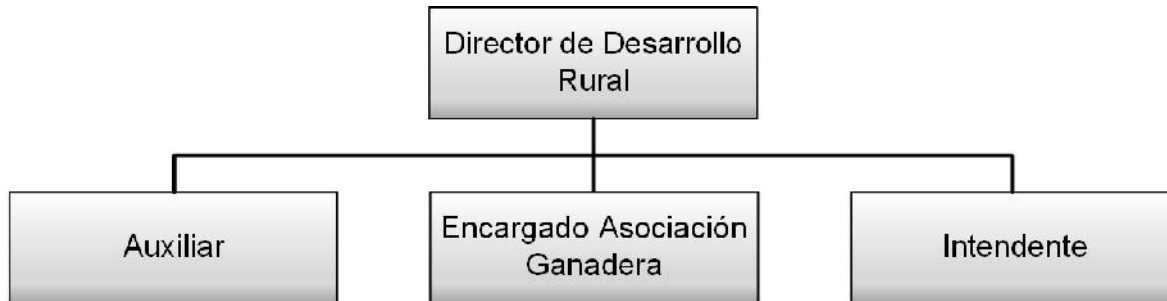 Director de Desarrollo
Rural
Auxiliar
Encargado Asociación
Ganadera
Intendente